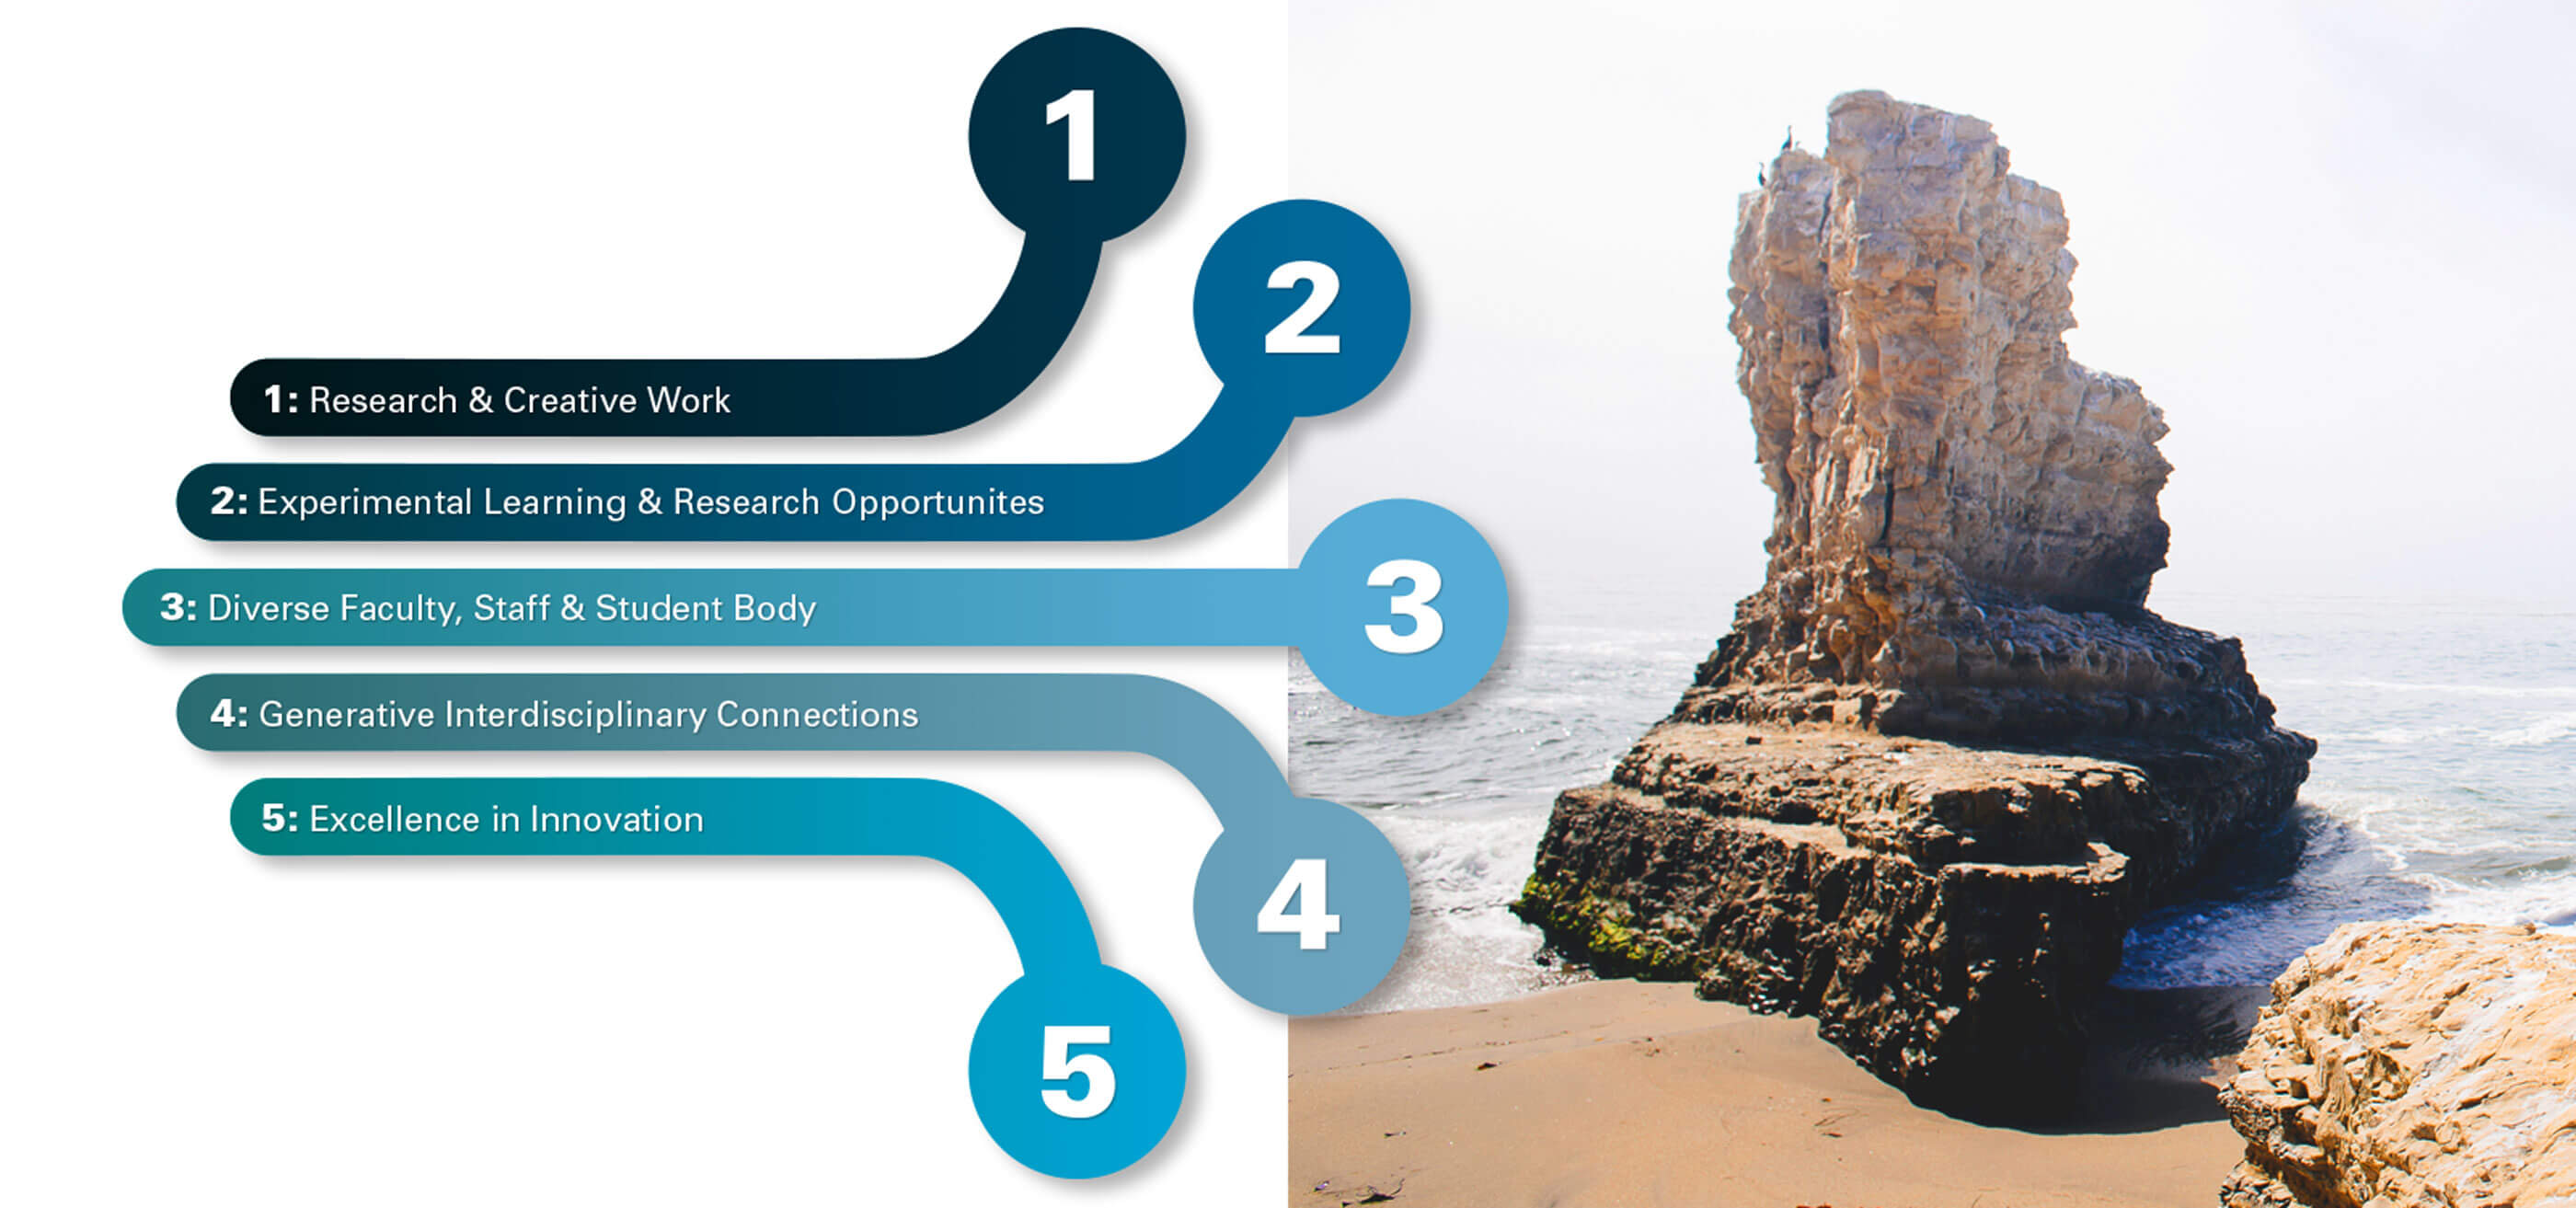 1
2
1: Research & Creative Work
2: Experimental Learning & Research Opportunites
3: Diverse Faculty, Staff & Student Body
3
4: Generative Interdisciplinary Connections
5: Excellence in Innovation
4
5